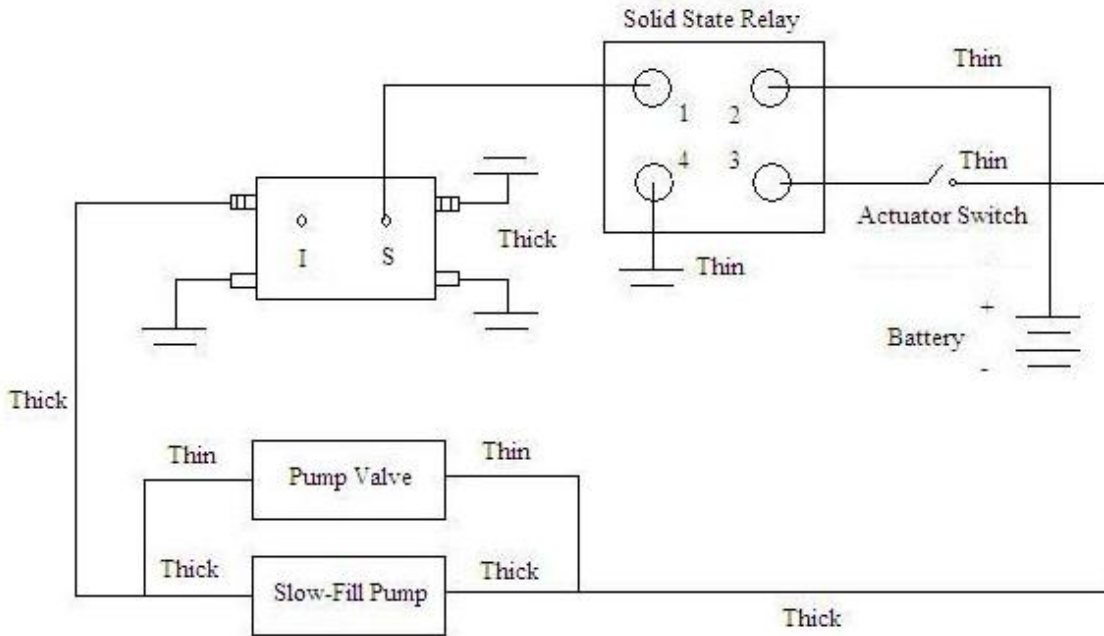 Solid State Relay
Thin
1
2
4
3
Thin
Actuator Switch
I
S
Thick
Thin
+
Battery
-
Thick
Thin
Pump Valve
Thin
Thick
Slow-Fill Pump
Thick
Thick